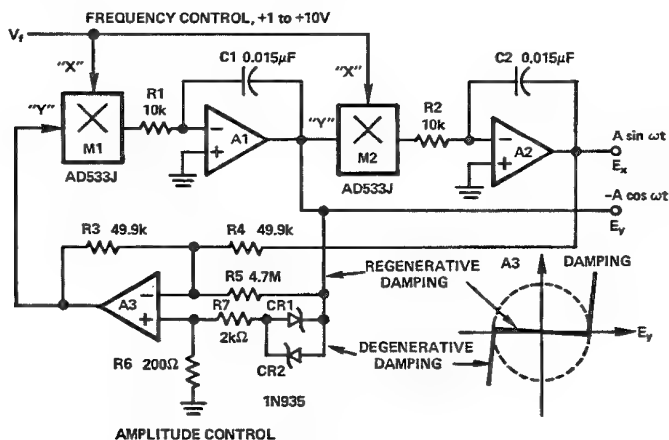 FREQUENCY CONTROL, +1 to +10V
Vf
"X"
C1 0.015μF
C2 0.015μF
"X"
"Y"
R1
10k
"Y"
R2
10k
M1
A1
M2
A2
AD533J
AD533J
A sin ωt
Ex
-A cos ωt
Ey
R3 49.9k
R4 49.9k
R5 4.7M
REGENERATIVE
DAMPING
A3
DAMPING
A3
R7
2kΩ
CR1
Ey
R6 200Ω
CR2
DEGENERATIVE
DAMPING
1N935
AMPLITUDE CONTROL